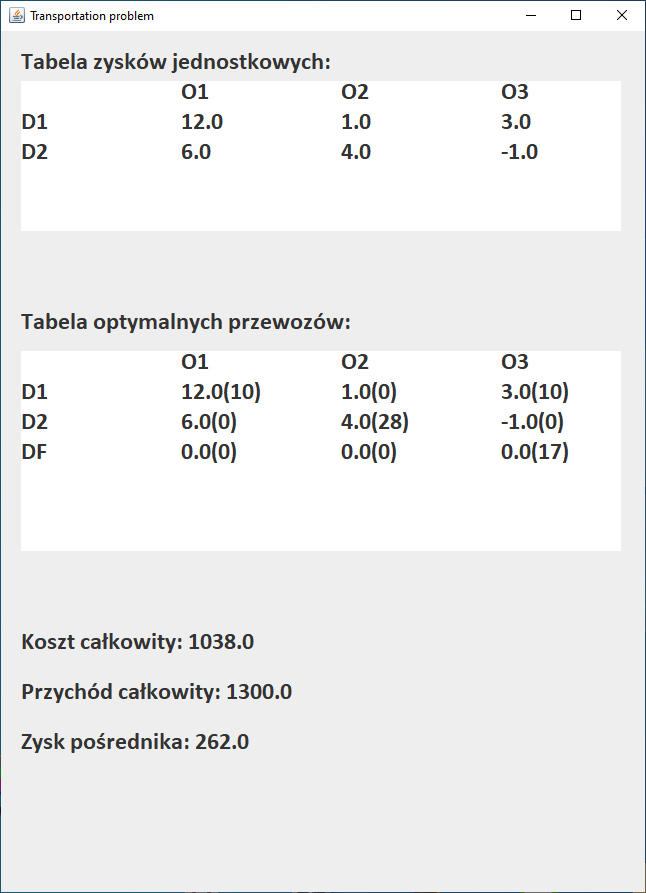 Transportation problem
Tabela zysków jednostkowych:
O1 O2 O3
D1 12.0 1.0 3.0
D2 6.0 4.0 -1.0
Tabela optymalnych przewozów:
O1 O2 O3
D1 12.0(10) 1.0(0) 3.0(10)
D2 6.0(0) 4.0(28) -1.0(0)
DF 0.0(0) 0.0(0) 0.0(17)
Koszt całkowity: 1038.0
Przychód całkowity: 1300.0
Zysk pośrednika: 262.0